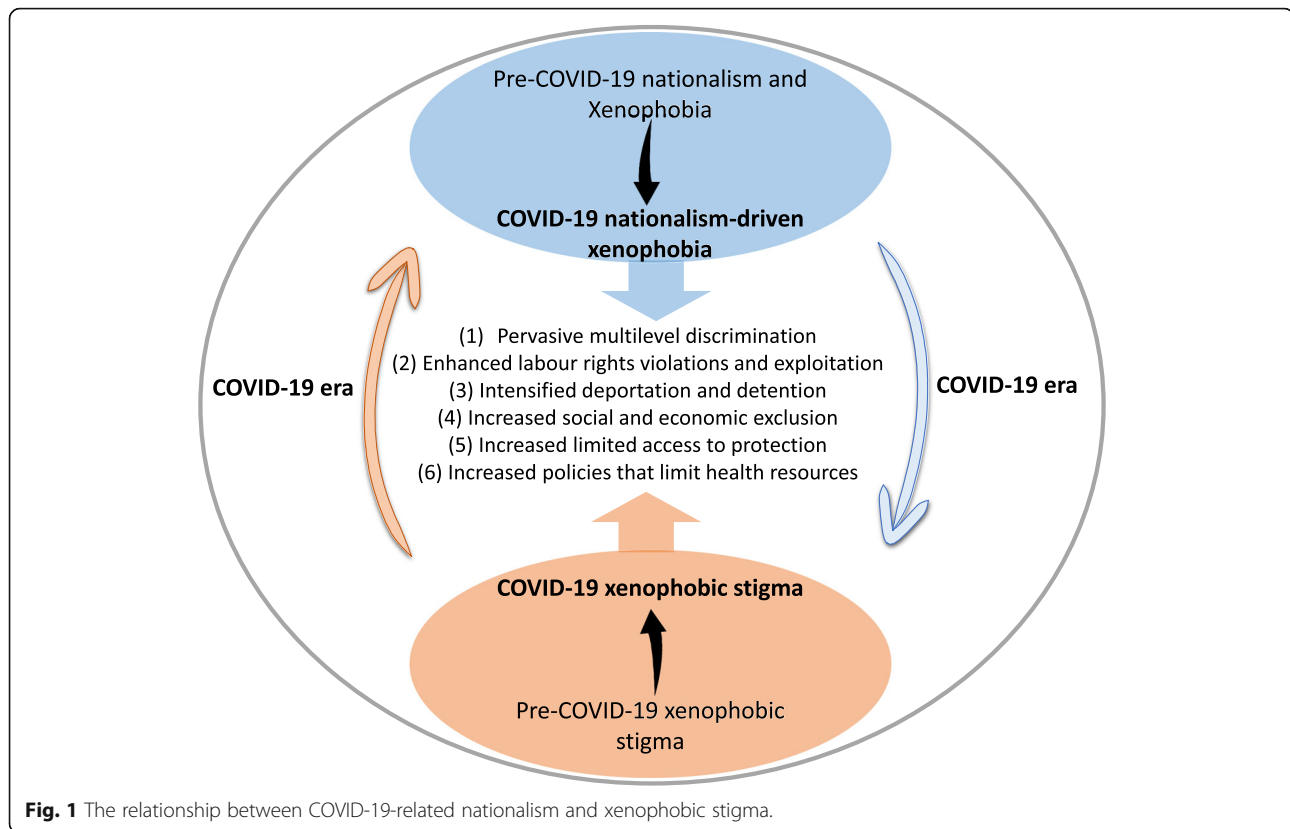 Pre-COVID-19 nationalism and
Xenophobia
COVID-19 nationalism-driven
xenophobia
(1) Pervasive multilevel discrimination
(2) Enhanced labour rights violations and exploitation
(3) Intensified deportation and detention
(4) Increased social and economic exclusion
(5) Increased limited access to protection
(6) Increased policies that limit health resources
COVID-19 era
COVID-19 era
COVID-19 xenophobic stigma
Pre-COVID-19 xenophobic
stigma
Fig. 1 The relationship between COVID-19-related nationalism and xenophobic stigma.